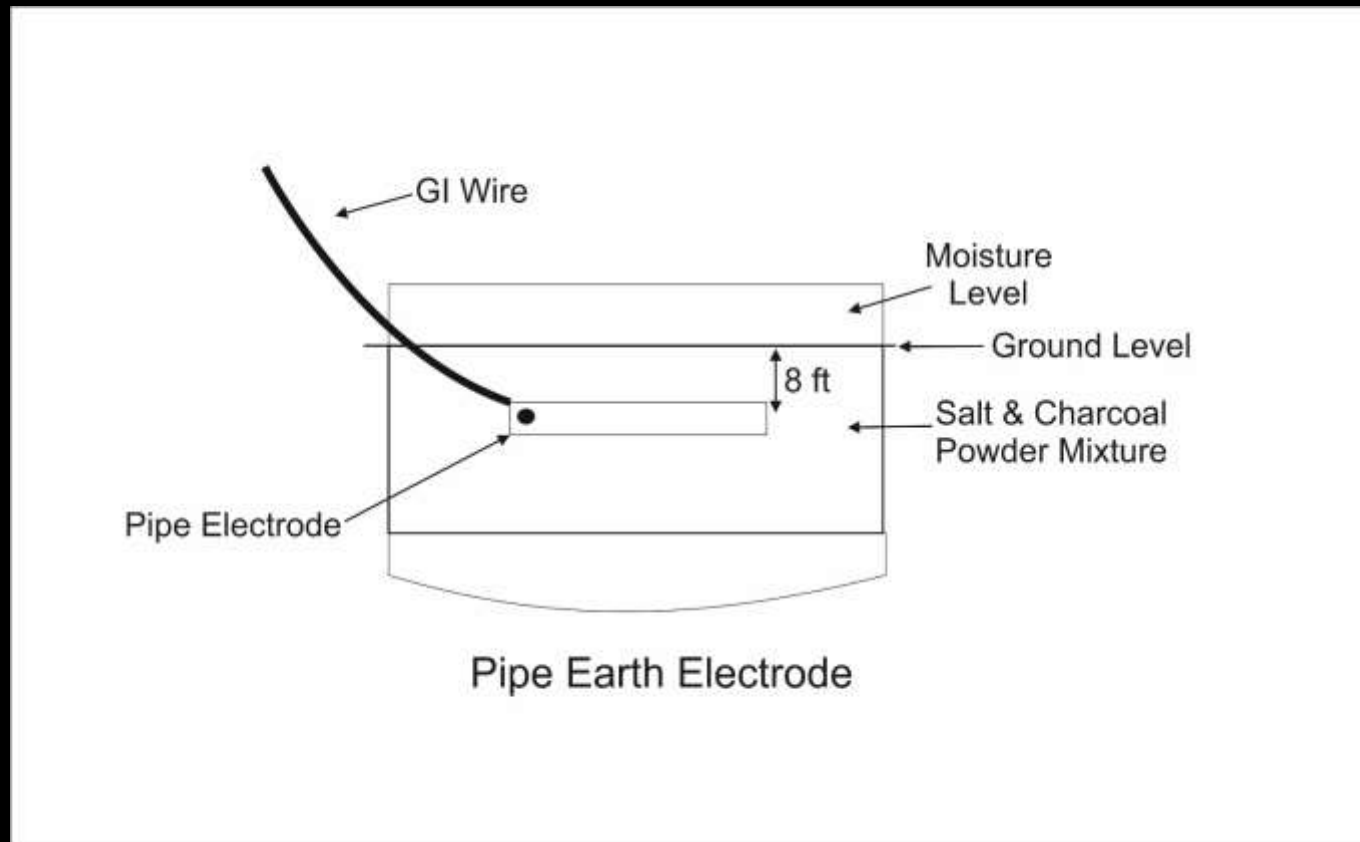 GI Wire
Moisture
Level
Ground Level
8 ft
Salt & Charcoal
Powder Mixture
Pipe Electrode
Pipe Earth Electrode